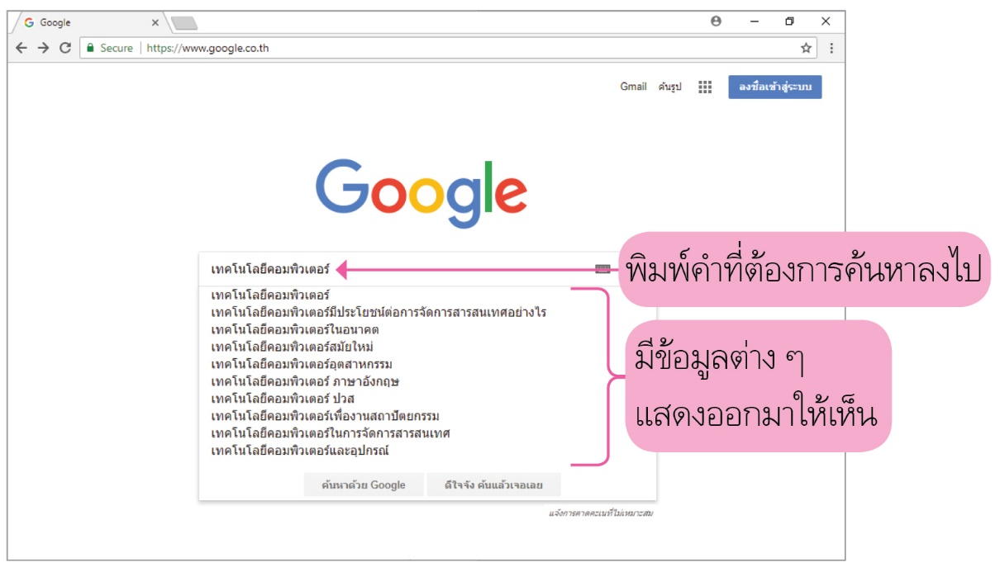 Google
Secure | https://www.google.co.th
Gmail ค้นรูป ลงชื่อเข้าสู่ระบบ
Google
เทคโนโลยีคอมพิวเตอร์
พิมพ์คำที่ต้องการค้นหาลงไป
เทคโนโลยีคอมพิวเตอร์
เทคโนโลยีคอมพิวเตอร์มีประโยชน์ต่อการจัดการสารสนเทศอย่างไร
เทคโนโลยีคอมพิวเตอร์ในอนาคต
เทคโนโลยีคอมพิวเตอร์สมัยใหม่
เทคโนโลยีคอมพิวเตอร์อุตสาหกรรม
เทคโนโลยีคอมพิวเตอร์ ภาษาอังกฤษ
เทคโนโลยีคอมพิวเตอร์ ปวส
เทคโนโลยีคอมพิวเตอร์เพื่องานสถาปัตยกรรม
เทคโนโลยีคอมพิวเตอร์ในการจัดการสารสนเทศ
เทคโนโลยีคอมพิวเตอร์และอุปกรณ์
มีข้อมูลต่าง ๆ
แสดงออกมาให้เห็น
ค้นหาด้วย Google ดีใจจัง ค้นแล้วเจอเลย
แจ้งการคาดคะเนที่ไม่เหมาะสม